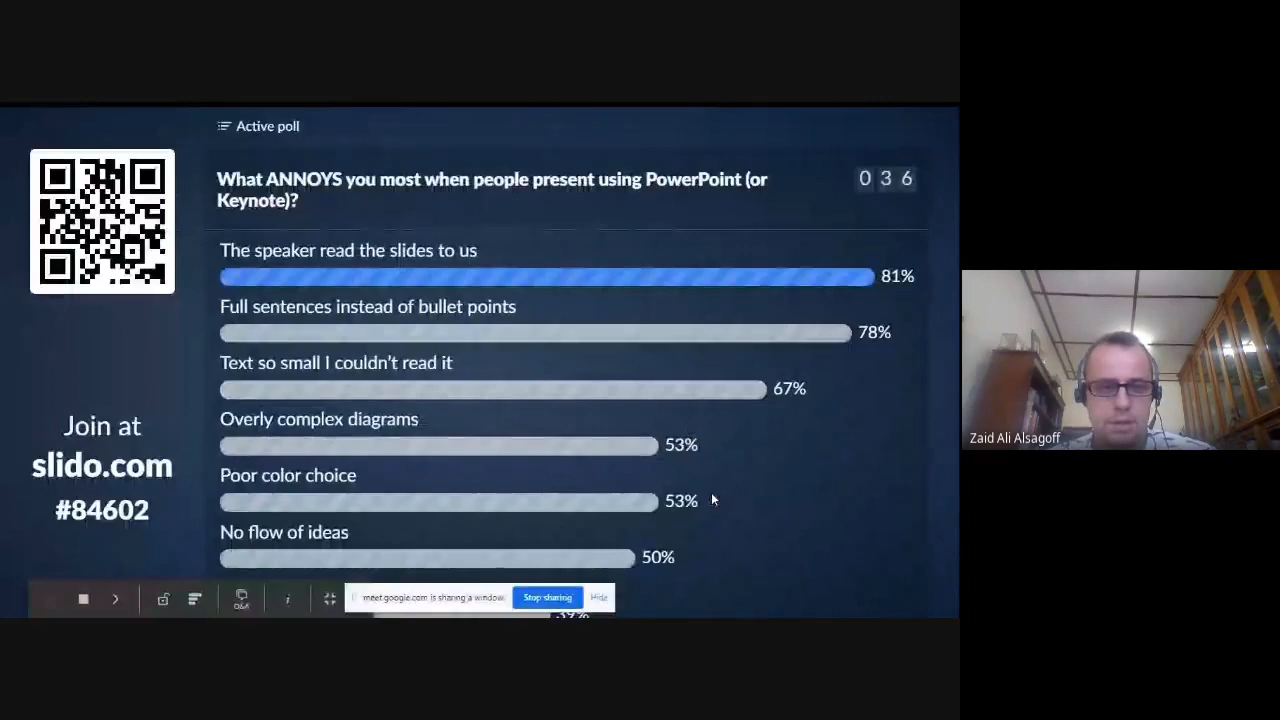 Active poll
What ANNOYS you most when people present using PowerPoint (or
Keynote)?
036
The speaker read the slides to us
81%
Full sentences instead of bullet points
78%
Text so small I couldn't read it
67%
Overly complex diagrams
53%
Poor color choice
53%
No flow of ideas
50%
Join at
slido.com
#84602
Q&A
i
meet.google.com is sharing a window.
Stop sharing
Hide
39%
Zaid Ali Alsagoff